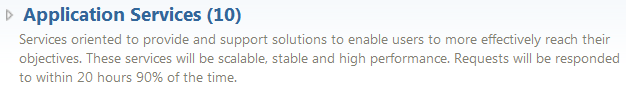 Application Services (10)
Services oriented to provide and support solutions to enable users to more effectively reach their
objectives. These services will be scalable, stable and high performance. Requests will be responded
to within 20 hours 90% of the time.